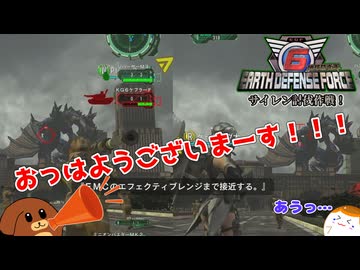 6
EARTH DEFENSE FORCE
サイレン討伐作戦！
KG6ケブラード
おっはようございまーす！！！
『EMCのエフェクティブレンジまで接近する。』
あうっ…